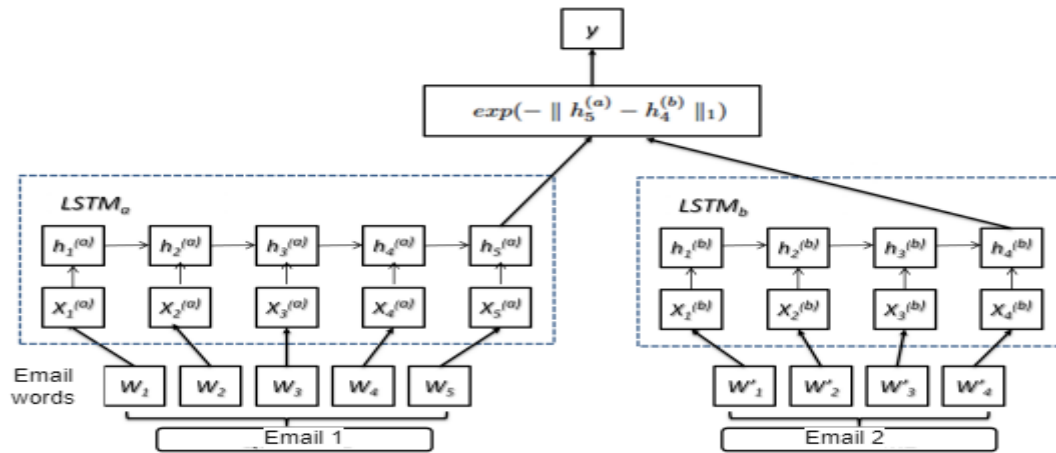 y
exp(− ∥ h₅⁽ᵃ⁾ − h₄⁽ᵇ⁾ ∥₁)
LSTMₐ
h₁⁽ᵃ⁾ h₂⁽ᵃ⁾ h₃⁽ᵃ⁾ h₄⁽ᵃ⁾ h₅⁽ᵃ⁾
X₁⁽ᵃ⁾ X₂⁽ᵃ⁾ X₃⁽ᵃ⁾ X₄⁽ᵃ⁾ X₅⁽ᵃ⁾
LSTM_b
h₁⁽ᵇ⁾ h₂⁽ᵇ⁾ h₃⁽ᵇ⁾ h₄⁽ᵇ⁾
X₁⁽ᵇ⁾ X₂⁽ᵇ⁾ X₃⁽ᵇ⁾ X₄⁽ᵇ⁾
Email
words
W₁ W₂ W₃ W₄ W₅
W'₁ W'₂ W'₃ W'₄
Email 1
Email 2